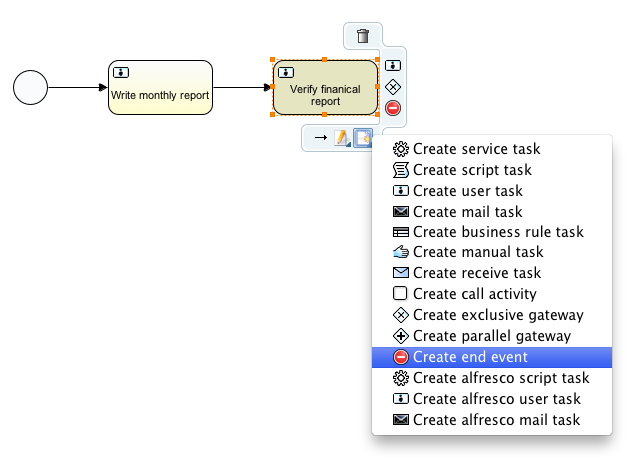 Write monthly report
Verify finanical
report
Create service task
Create script task
Create user task
Create mail task
Create business rule task
Create manual task
Create receive task
Create call activity
Create exclusive gateway
Create parallel gateway
Create end event
Create alfresco script task
Create alfresco user task
Create alfresco mail task